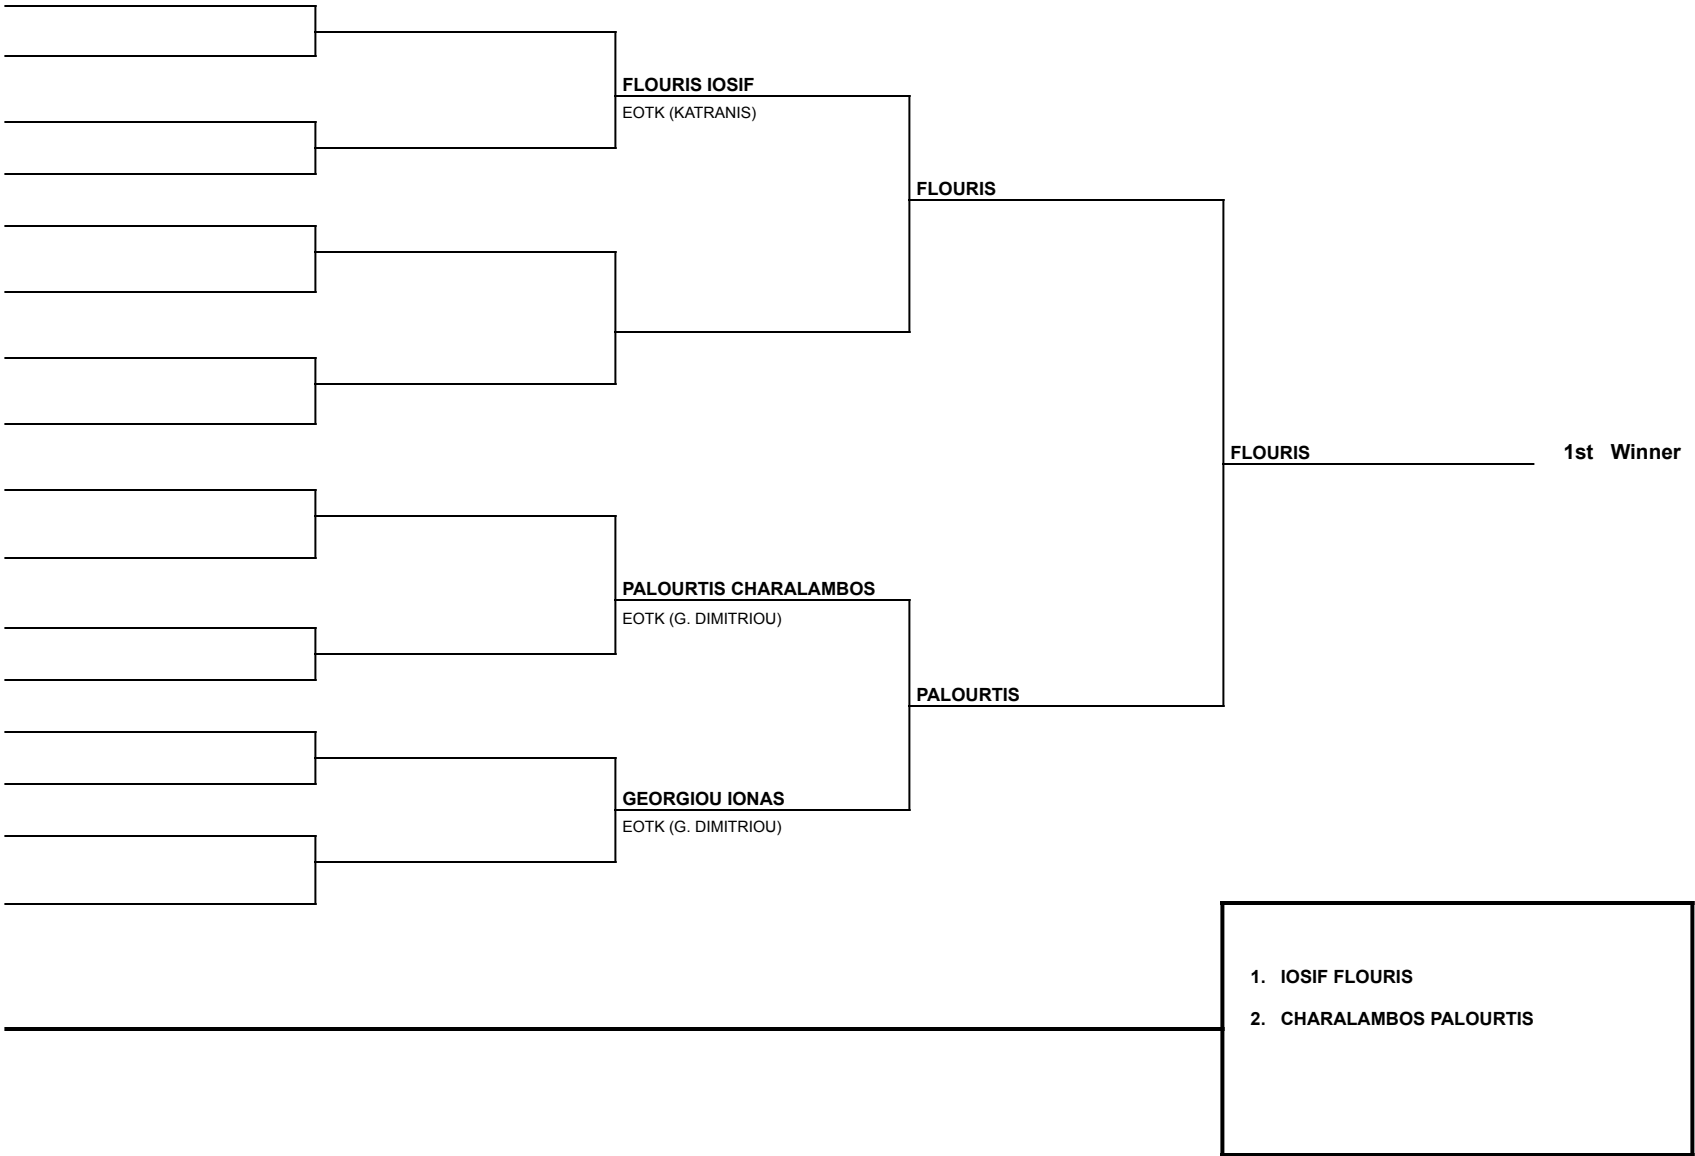 FLOURIS IOSIF
EOTK (KATRANIS)
FLOURIS
FLOURIS
1st Winner
PALOURTIS CHARALAMBOS
EOTK (G. DIMITRIOU)
PALOURTIS
GEORGIOU IONAS
EOTK (G. DIMITRIOU)
1. IOSIF FLOURIS
2. CHARALAMBOS PALOURTIS